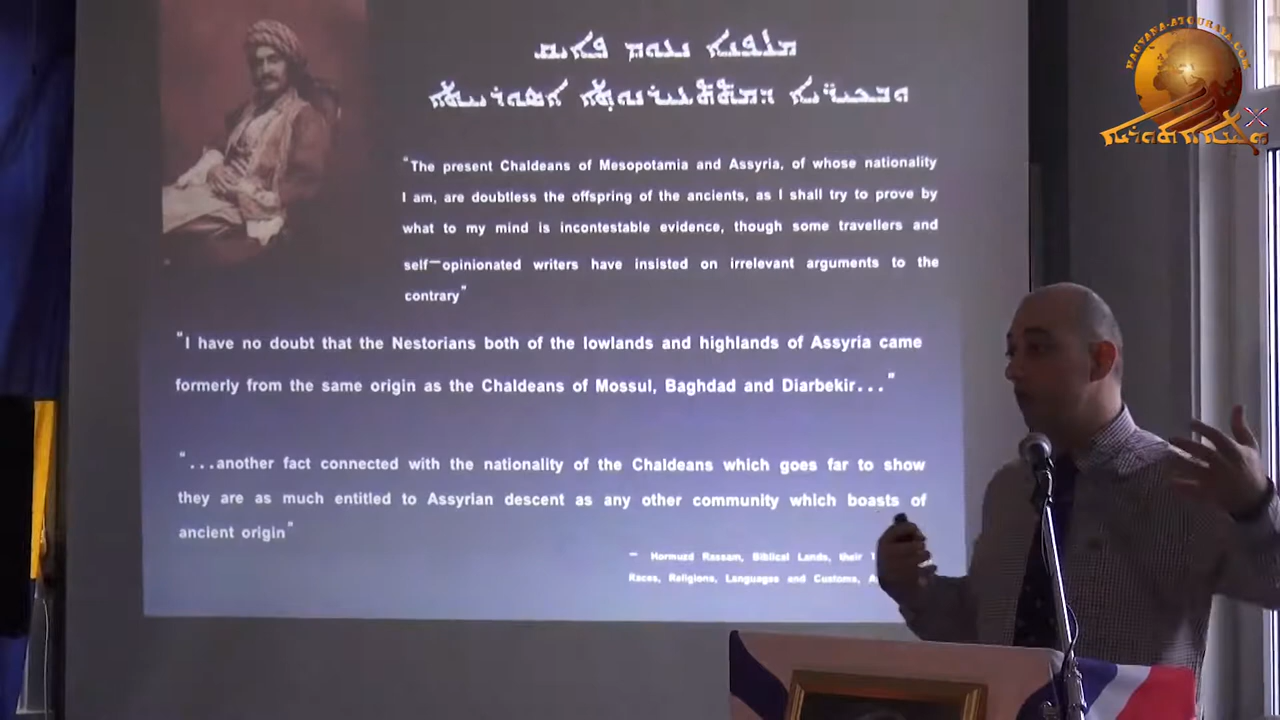 ܡܠܦܢܐ ܢܥܘܡ ܦܐܝܩ
"The present Chaldeans of Mesopotamia and Assyria, of whose nationality
I am, are doubtless the offspring of the ancients, as I shall try to prove by
what to my mind is incontestable evidence, though some travellers and
self-opinionated writers have insisted on irrelevant arguments to the
contrary"
"I have no doubt that the Nestorians both of the lowlands and highlands of Assyria came
formerly from the same origin as the Chaldeans of Mossul, Baghdad and Diarbekir..."
"...another fact connected with the nationality of the Chaldeans which goes far to show
they are as much entitled to Assyrian descent as any other community which boasts of
ancient origin"
– Hormuzd Rassam, Biblical Lands, their
Races, Religions, Languages and Customs,